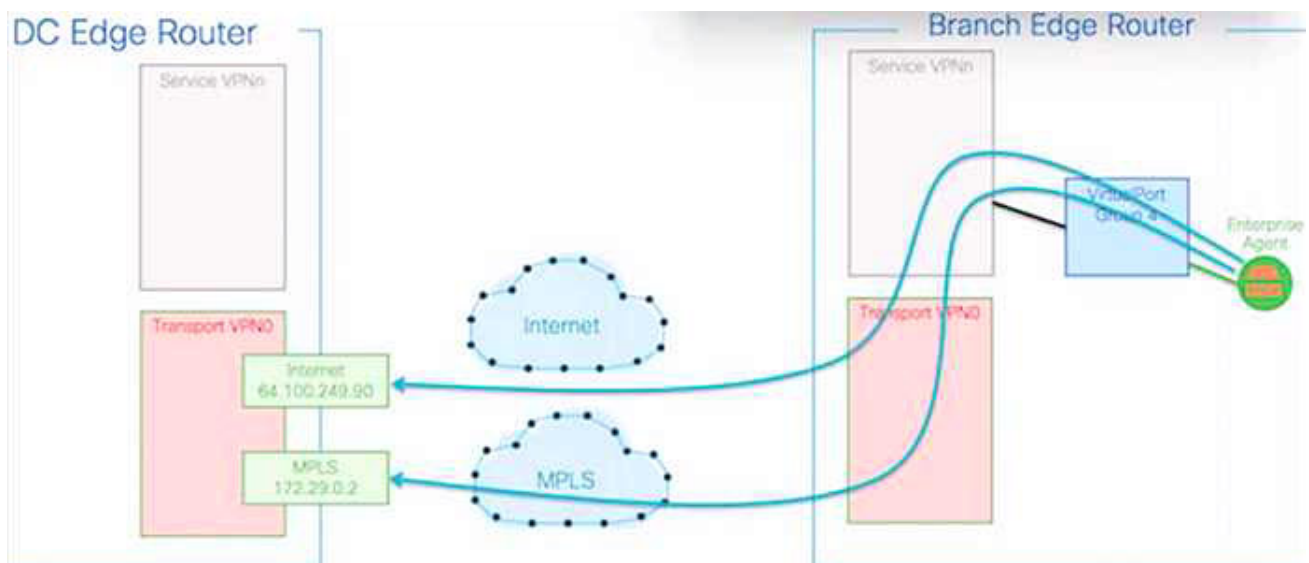 DC Edge Router
Branch Edge Router
Service VPNn
Service VPNn
VirtualPort
Group 4
Enterprise
Agent
Internet
Transport VPN0
Transport VPN0
Internet
64.100.249.90
MPLS
MPLS
172.29.0.2